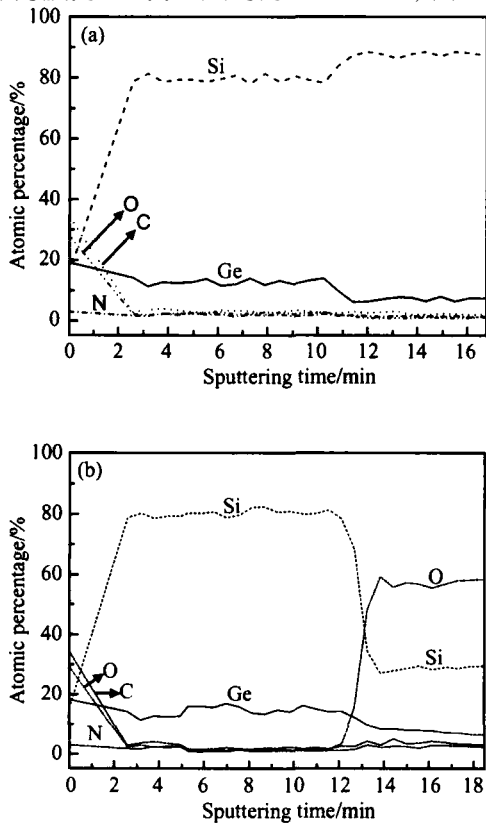 (a)
100
80
60
40
20
0
Atomic percentage/%
Si
O
C
Ge
N
0 2 4 6 8 10 12 14 16
Sputtering time/min
(b)
100
80
60
40
20
0
Atomic percentage/%
Si
O
Si
O
C
Ge
N
0 2 4 6 8 10 12 14 16 18
Sputtering time/min